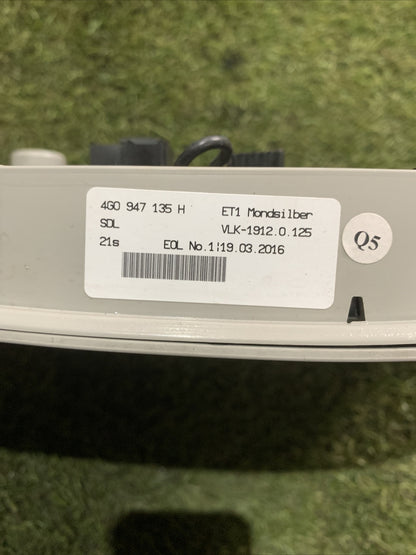 4G0 947 135 H ET1 Mondsilber
SDL VLK-1912.0.125
21s EOL No.1 19.03.2016
Q5
A